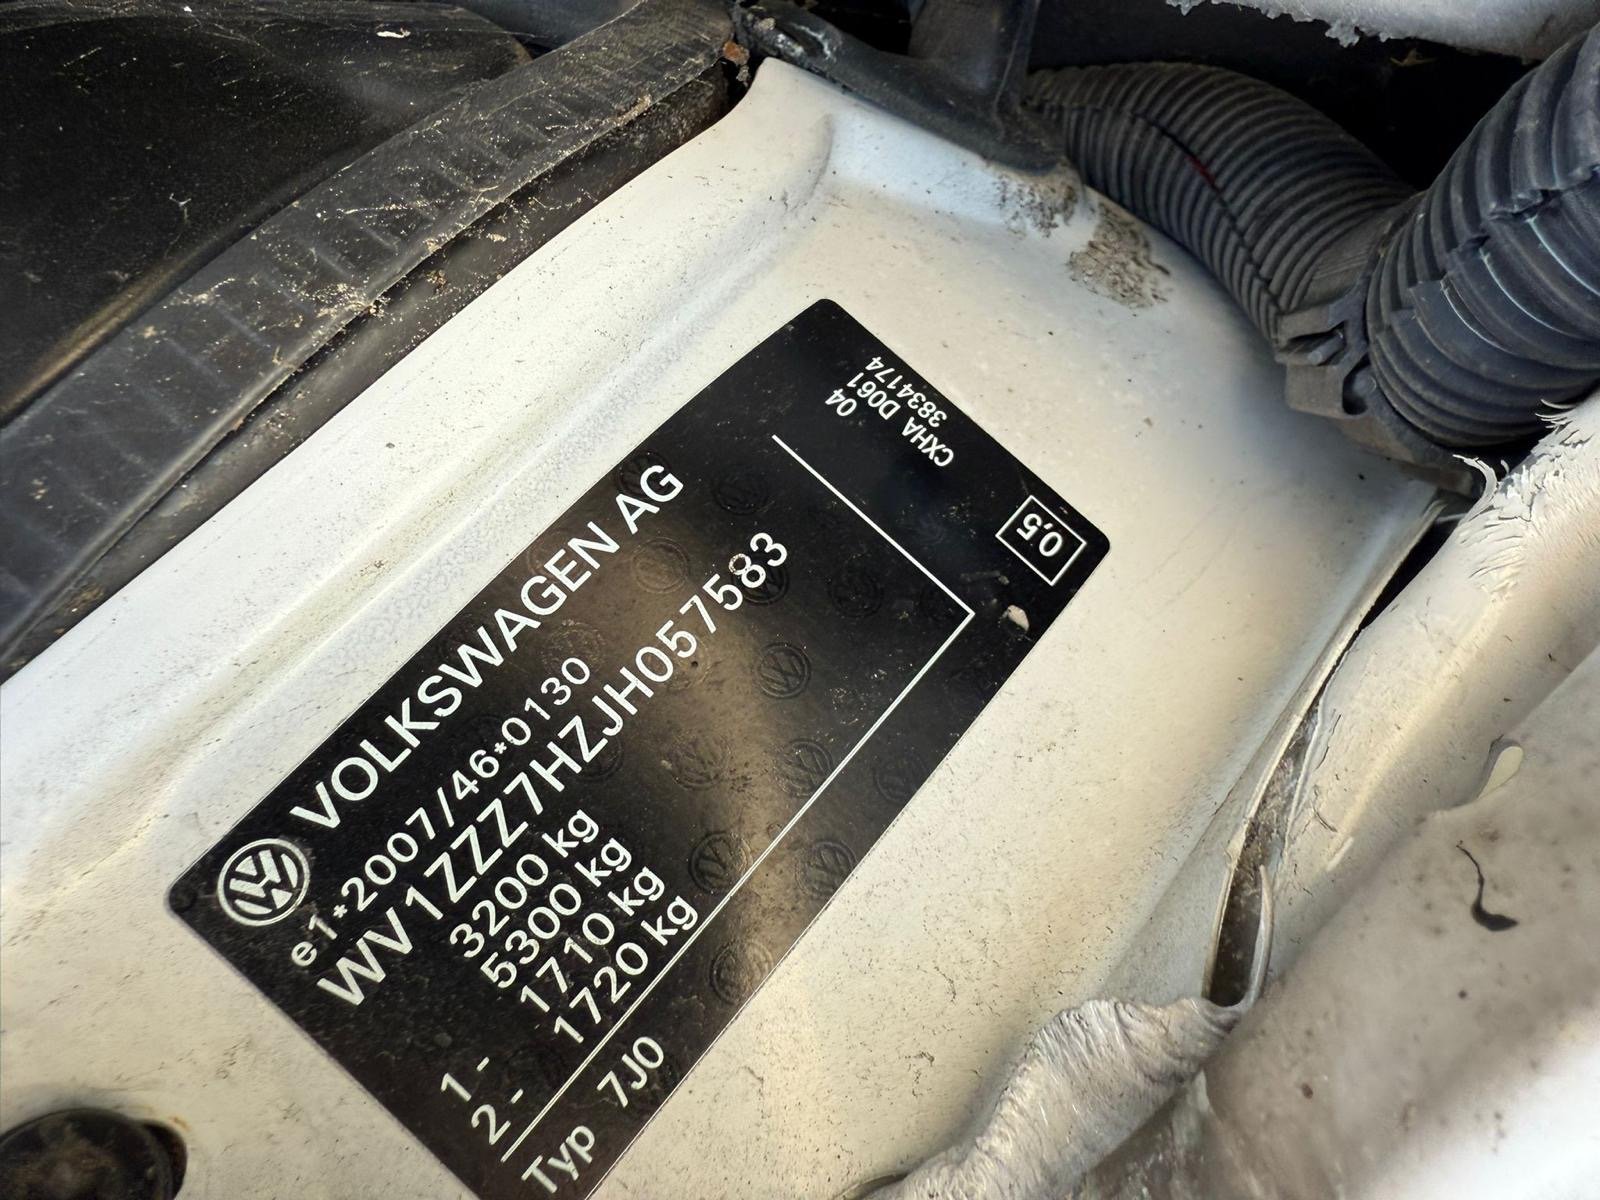 VOLKSWAGEN AG
e1*2007/46*0130
WV1ZZZ7HZJH057583
3200 kg
5300 kg
1- 1710 kg
2- 1720 kg
Typ 7J0
04
CXHA D061
3834174
0,5